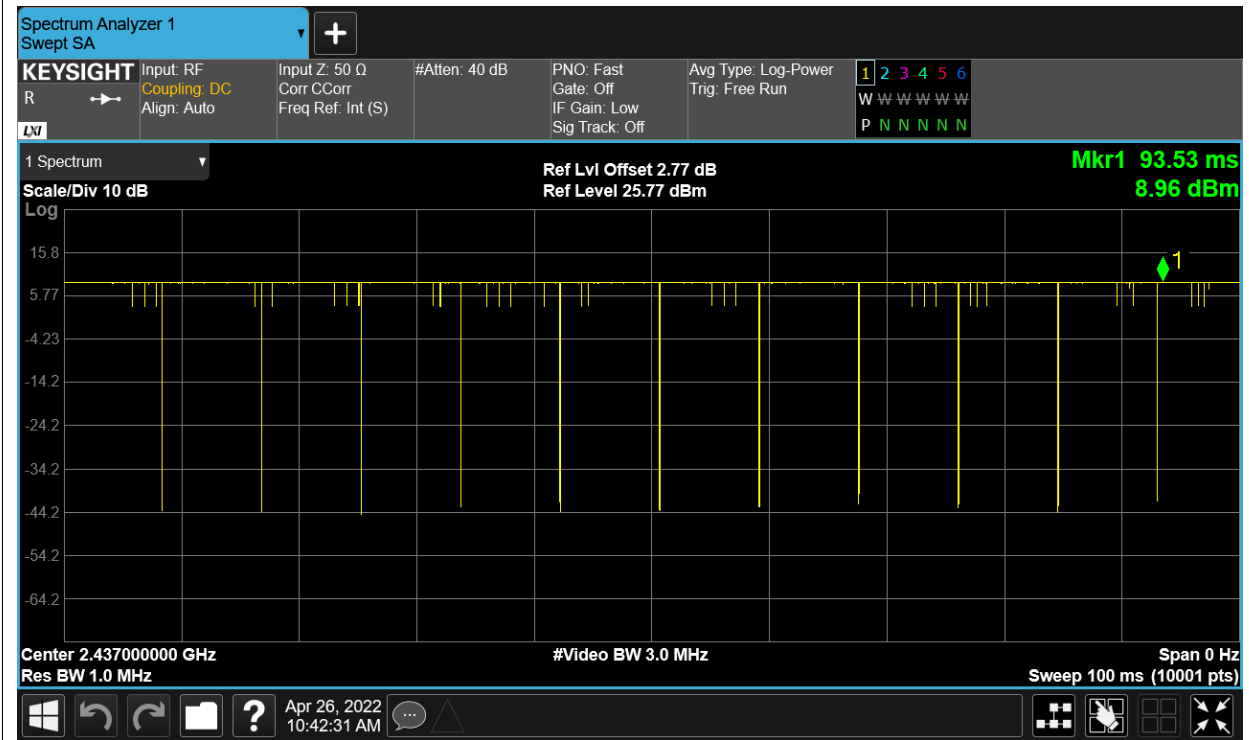 Spectrum Analyzer 1
Swept SA
KEYSIGHT
R
LXI
Input: RF
Coupling: DC
Align: Auto
Input Z: 50 Ω
Corr CCorr
Freq Ref: Int (S)
#Atten: 40 dB
PNO: Fast
Gate: Off
IF Gain: Low
Sig Track: Off
Avg Type: Log-Power
Trig: Free Run
1 2 3 4 5 6
W W W W W W
P N N N N N
1 Spectrum
Scale/Div 10 dB
Log
Ref Lvl Offset 2.77 dB
Ref Level 25.77 dBm
Mkr1 93.53 ms
8.96 dBm
1
15.8
5.77
-4.23
-14.2
-24.2
-34.2
-44.2
-54.2
-64.2
Center 2.437000000 GHz
#Video BW 3.0 MHz
Span 0 Hz
Res BW 1.0 MHz
Sweep 100 ms (10001 pts)
?
Apr 26, 2022
10:42:31 AM